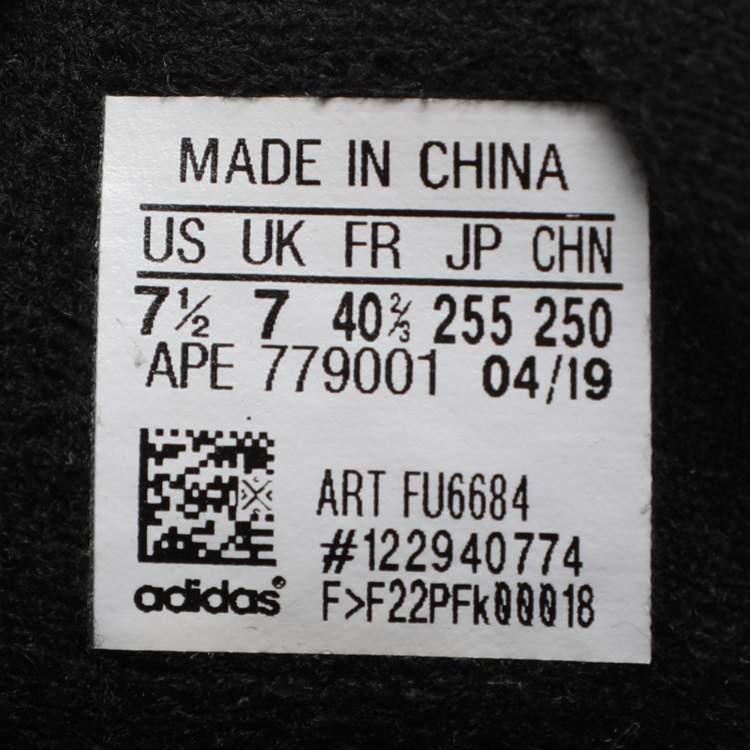 MADE IN CHINA
US UK FR JP CHN
7½ 7 40⅔ 255 250
APE 779001 04/19
ART FU6684
#122940774
adidas®
F>F22PFk00018